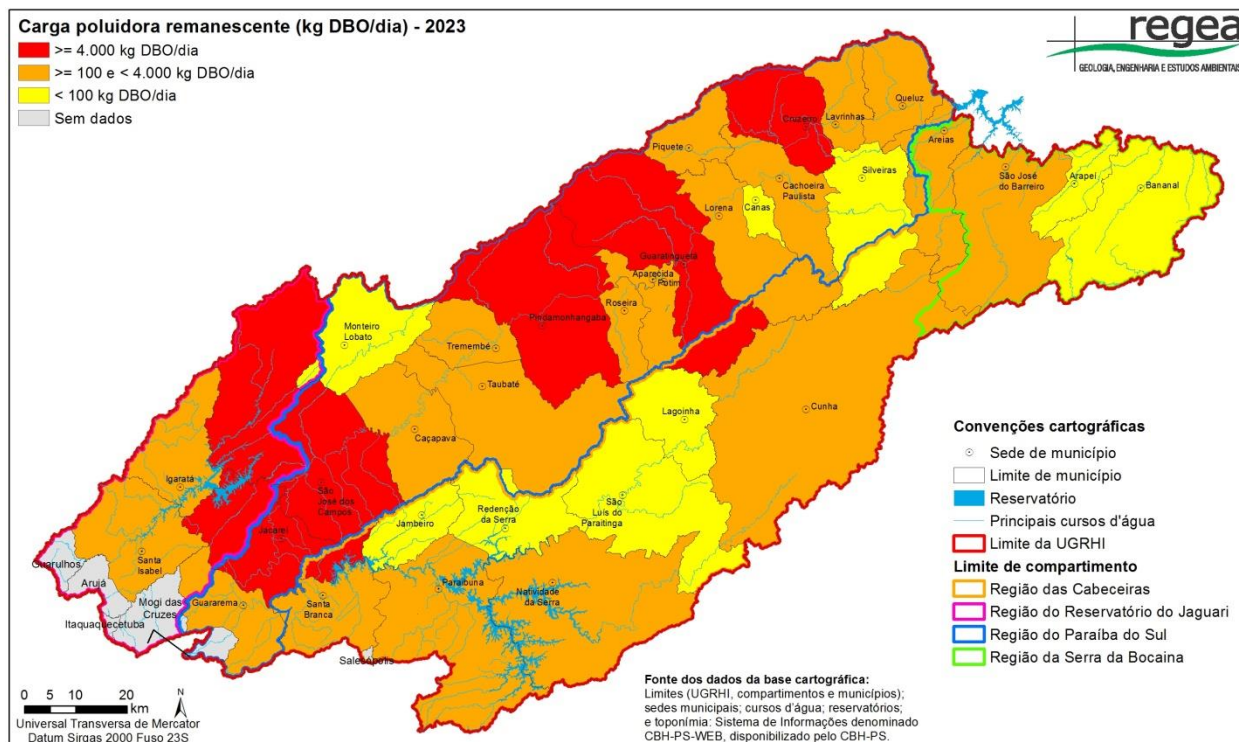 Carga poluidora remanescente (kg DBO/dia) - 2023
>= 4.000 kg DBO/dia
>= 100 e < 4.000 kg DBO/dia
< 100 kg DBO/dia
Sem dados
regea
GEOLOGIA, ENGENHARIA E ESTUDOS AMBIENTAIS
Queluz
Lavrinhas
Cruzeiro
Areias
Piquete
São José
do Barreiro
Arapeí
Bananal
Silveiras
Cachoeira
Paulista
Canas
Lorena
Guaratinguetá
Aparecida
Potim
Roseira
Pindamonhangaba
Monteiro
Lobato
Tremembé
Taubaté
Caçapava
Lagoinha
Cunha
Igaratá
São
José dos
Campos
Jacareí
Jambeiro
Redenção
da Serra
São
Luís do
Paraitinga
Santa
Isabel
Guarulhos
Arujá
Mogi das
Cruzes
Itaquaquecetuba
Guararema
Santa
Branca
Paraibuna
Natividade
da Serra
Salesópolis
Convenções cartográficas
Sede de município
Limite de município
Reservatório
Principais cursos d'água
Limite da UGRHI
Limite de compartimento
Região das Cabeceiras
Região do Reservatório do Jaguari
Região do Paraíba do Sul
Região da Serra da Bocaina
0 5 10 20
km
N
Universal Transversa de Mercator
Datum Sirgas 2000 Fuso 23S
Fonte dos dados da base cartográfica:
Limites (UGRHI, compartimentos e municípios);
sedes municipais; cursos d'água; reservatórios;
e toponímia: Sistema de Informações denominado
CBH-PS-WEB, disponibilizado pelo CBH-PS.